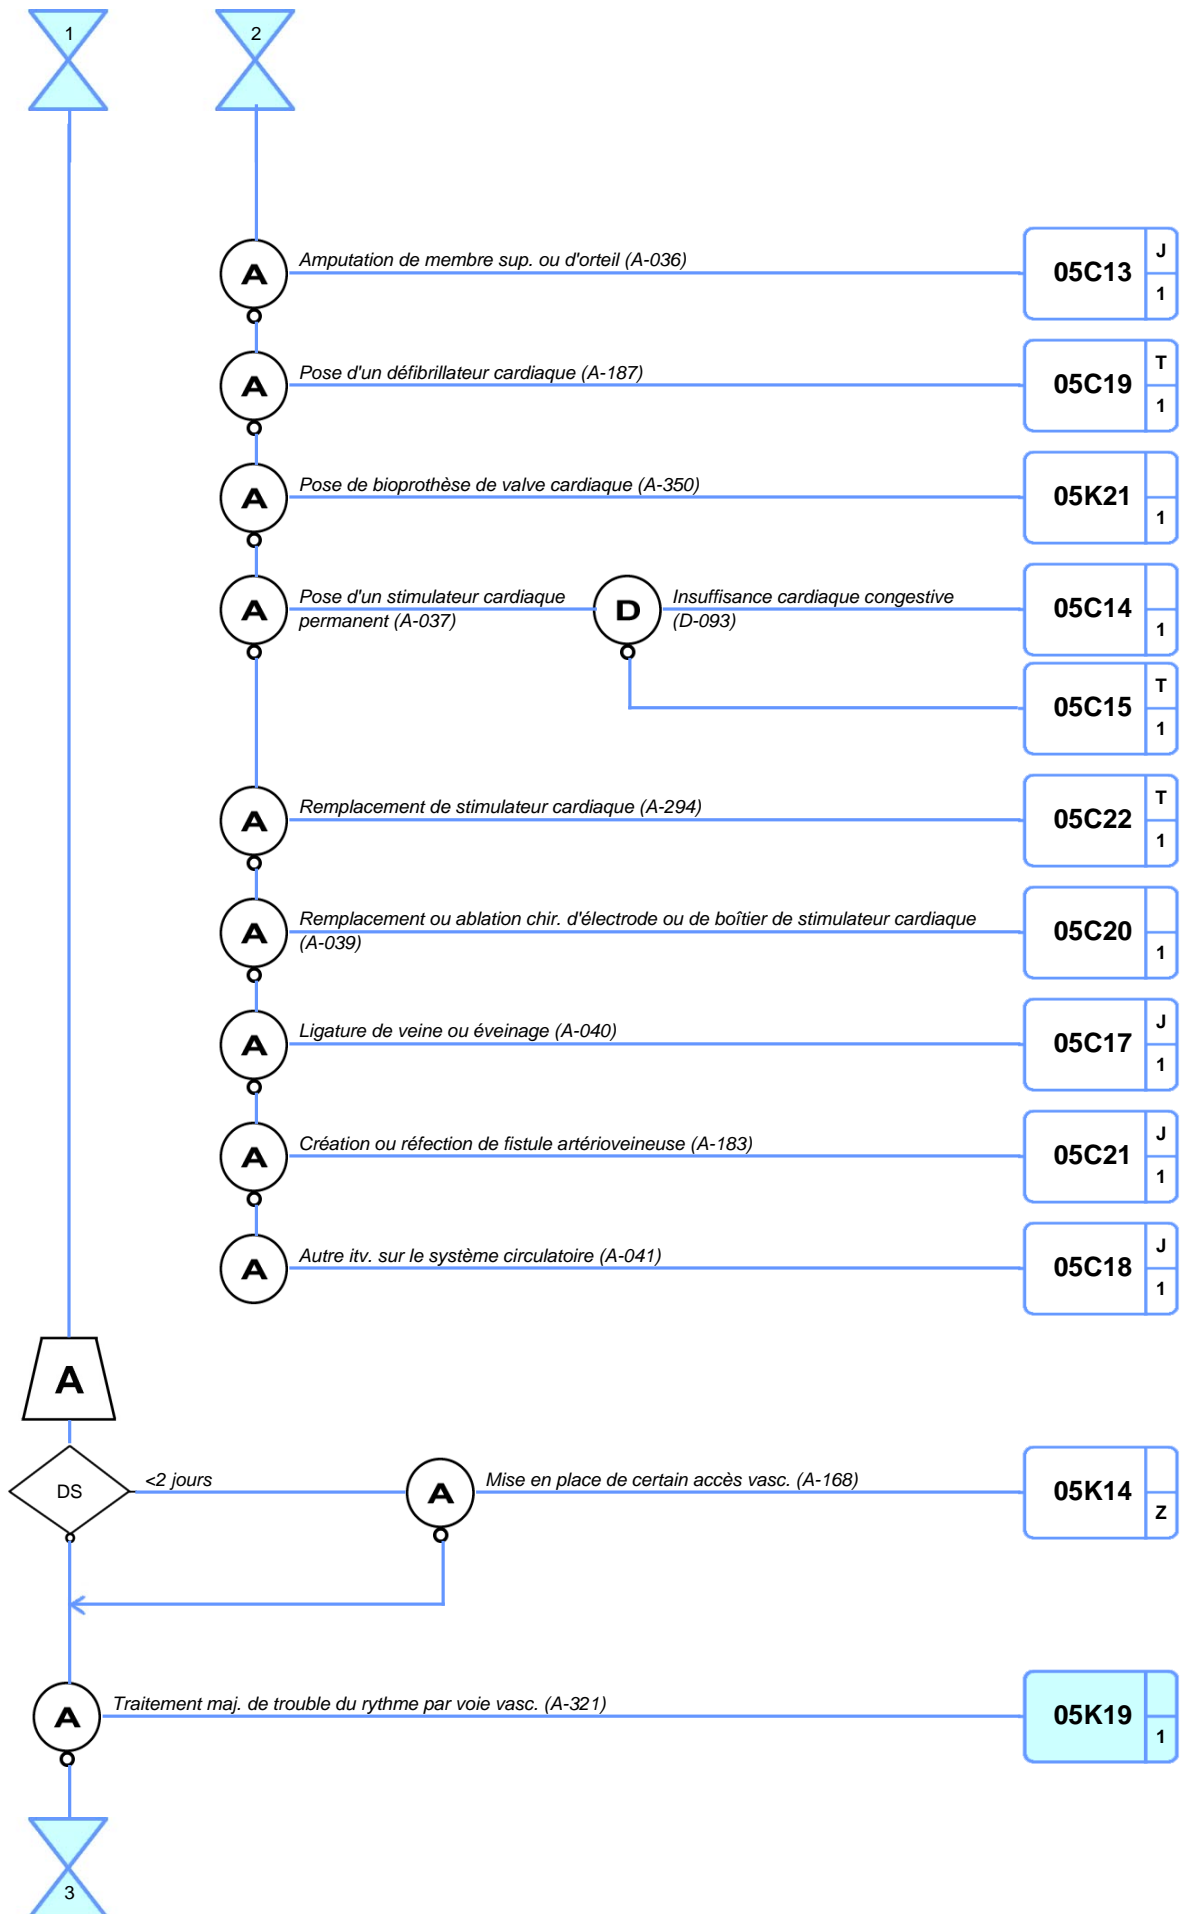 1
2
A
Amputation de membre sup. ou d'orteil (A-036)
05C13
J
1
A
Pose d'un défibrillateur cardiaque (A-187)
05C19
T
1
A
Pose de bioprothèse de valve cardiaque (A-350)
05K21
1
A
Pose d'un stimulateur cardiaque
permanent (A-037)
D
Insuffisance cardiaque congestive
(D-093)
05C14
1
05C15
T
1
A
Remplacement de stimulateur cardiaque (A-294)
05C22
T
1
A
Remplacement ou ablation chir. d'électrode ou de boîtier de stimulateur cardiaque
(A-039)
05C20
1
A
Ligature de veine ou éveinage (A-040)
05C17
J
1
A
Création ou réfection de fistule artérioveineuse (A-183)
05C21
J
1
A
Autre itv. sur le système circulatoire (A-041)
05C18
J
1
A
DS
<2 jours
A
Mise en place de certain accès vasc. (A-168)
05K14
Z
A
Traitement maj. de trouble du rythme par voie vasc. (A-321)
05K19
1
3